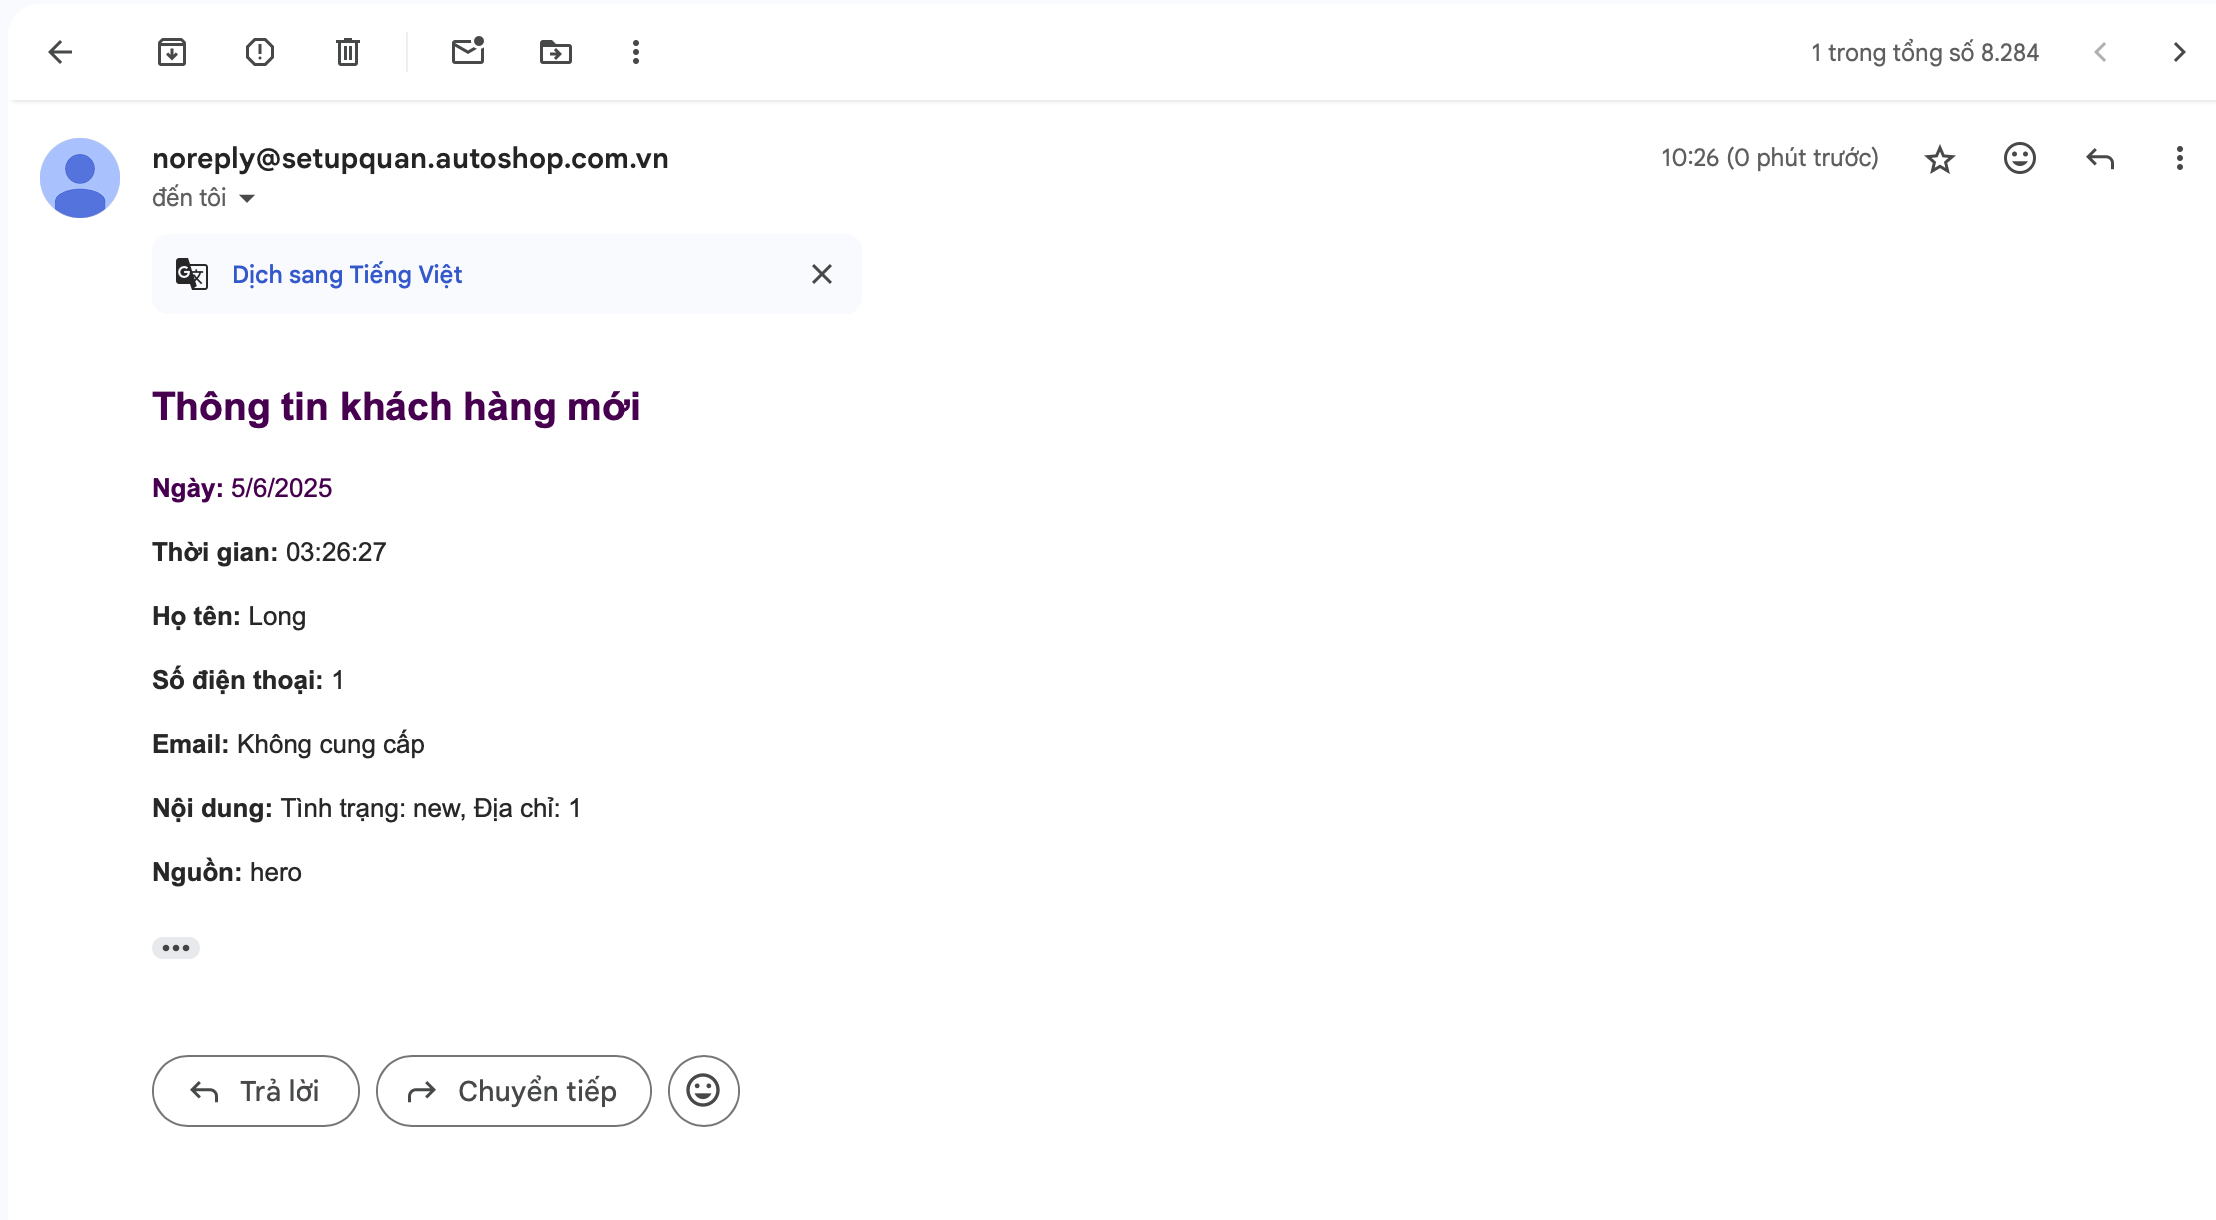 1 trong tổng số 8.284
noreply@setupquan.autoshop.com.vn
10:26 (0 phút trước)
đến tôi
Dịch sang Tiếng Việt
Thông tin khách hàng mới
Ngày: 5/6/2025
Thời gian: 03:26:27
Họ tên: Long
Số điện thoại: 1
Email: Không cung cấp
Nội dung: Tình trạng: new, Địa chỉ: 1
Nguồn: hero
Trả lời
Chuyển tiếp